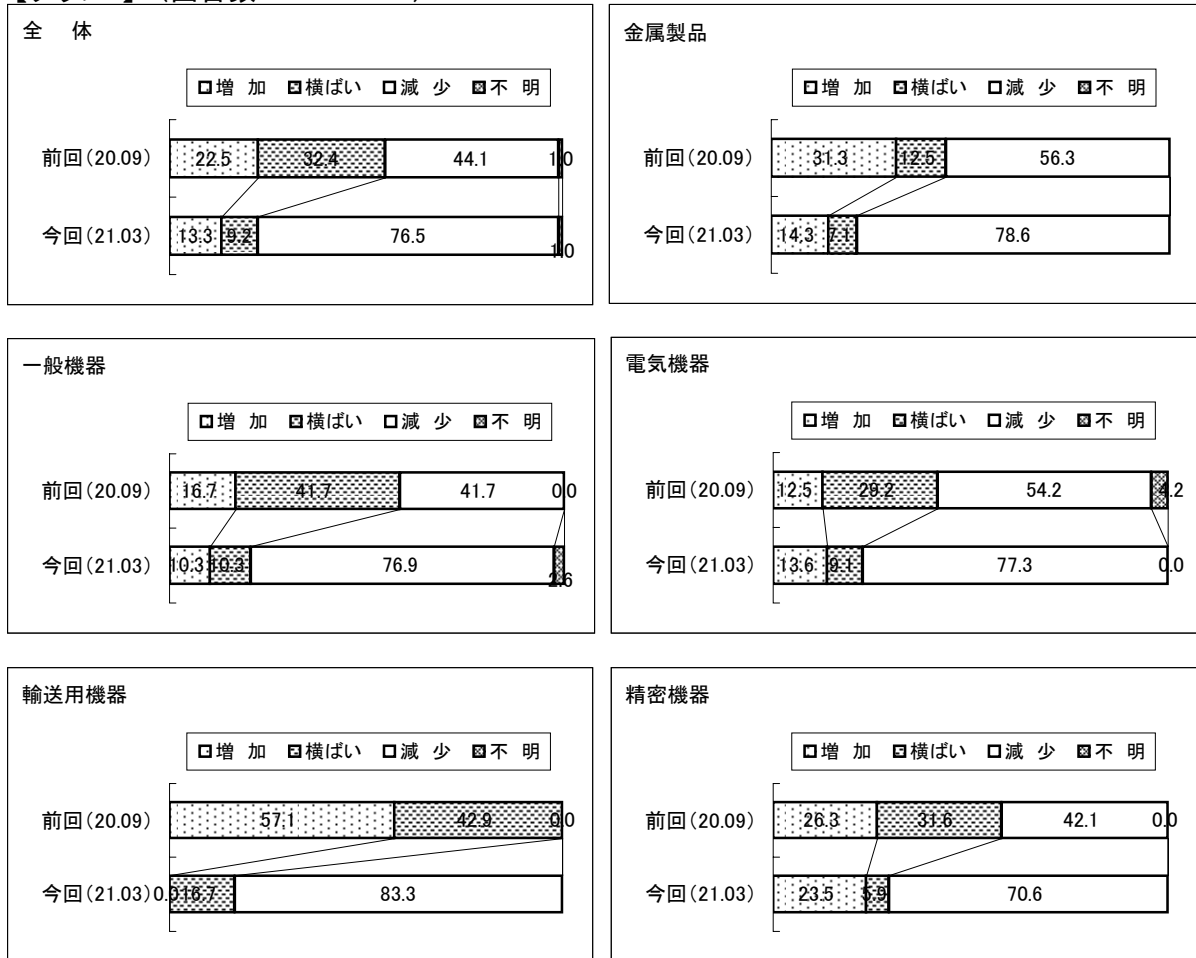 全 体
□増 加 横ばい □減 少 不 明
前回(20.09) 22.5 32.4 44.1 1.0
今回(21.03) 13.3 9.2 76.5 1.0
金属製品
増 加 横ばい 減 少 不 明
前回(20.09) 31.3 12.5 56.3
今回(21.03) 14.3 7.1 78.6
一般機器
増 加 横ばい 減 少 不 明
前回(20.09) 16.7 41.7 41.7 0.0
今回(21.03) 10.3 10.3 76.9 2.6
電気機器
増 加 横ばい 減 少 不 明
前回(20.09) 12.5 29.2 54.2 4.2
今回(21.03) 13.6 9.1 77.3 0.0
輸送用機器
増 加 横ばい 減 少 不 明
前回(20.09) 57.1 42.9 0.0
今回(21.03) 0.0 16.7 83.3
精密機器
増 加 横ばい 減 少 不 明
前回(20.09) 26.3 31.6 42.1 0.0
今回(21.03) 23.5 5.9 70.6